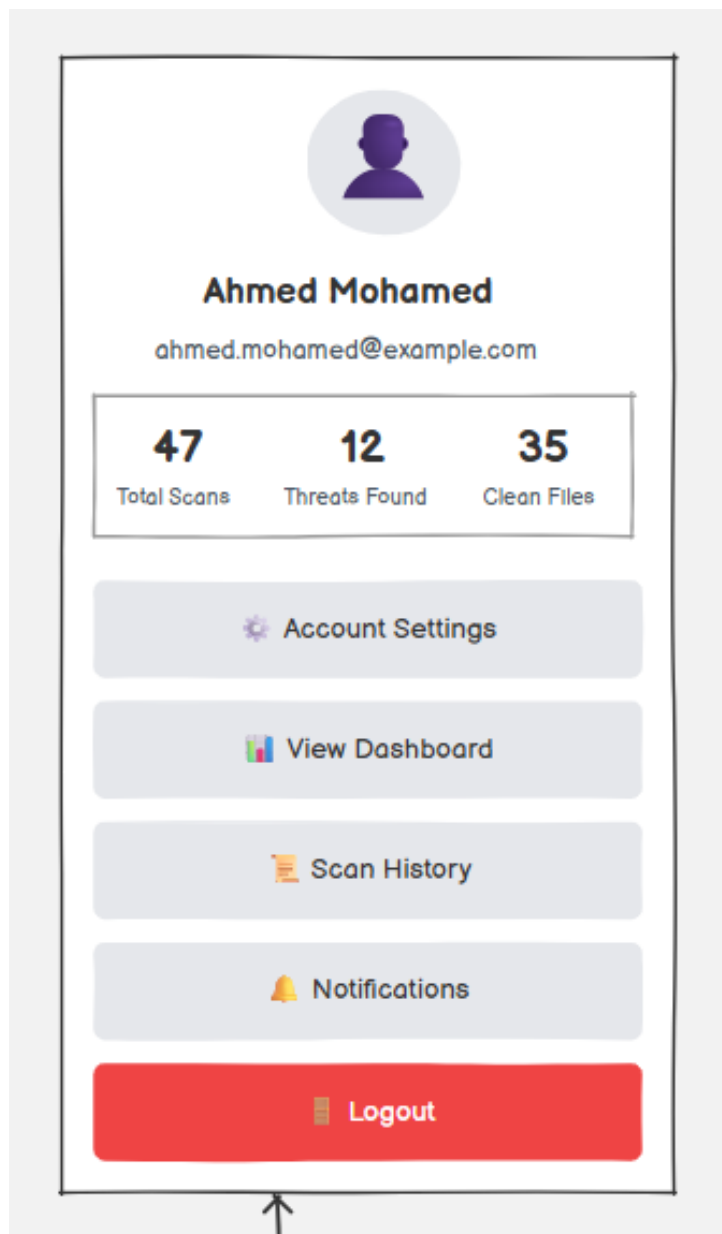 Ahmed Mohamed
ahmed.mohamed@example.com
47 12 35
Total Scans Threats Found Clean Files
Account Settings
View Dashboard
Scan History
Notifications
Logout